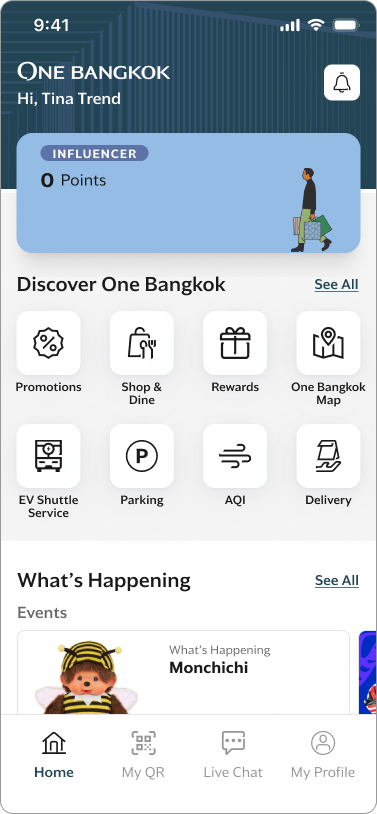 9:41
ONE BANGKOK
Hi, Tina Trend
INFLUENCER
0 Points
Discover One Bangkok
See All
Promotions
Shop &
Dine
Rewards
One Bangkok
Map
EV Shuttle
Service
P
Parking
AQI
Delivery
What's Happening
See All
Events
What's Happening
Monchichi
Home
My QR
Live Chat
My Profile